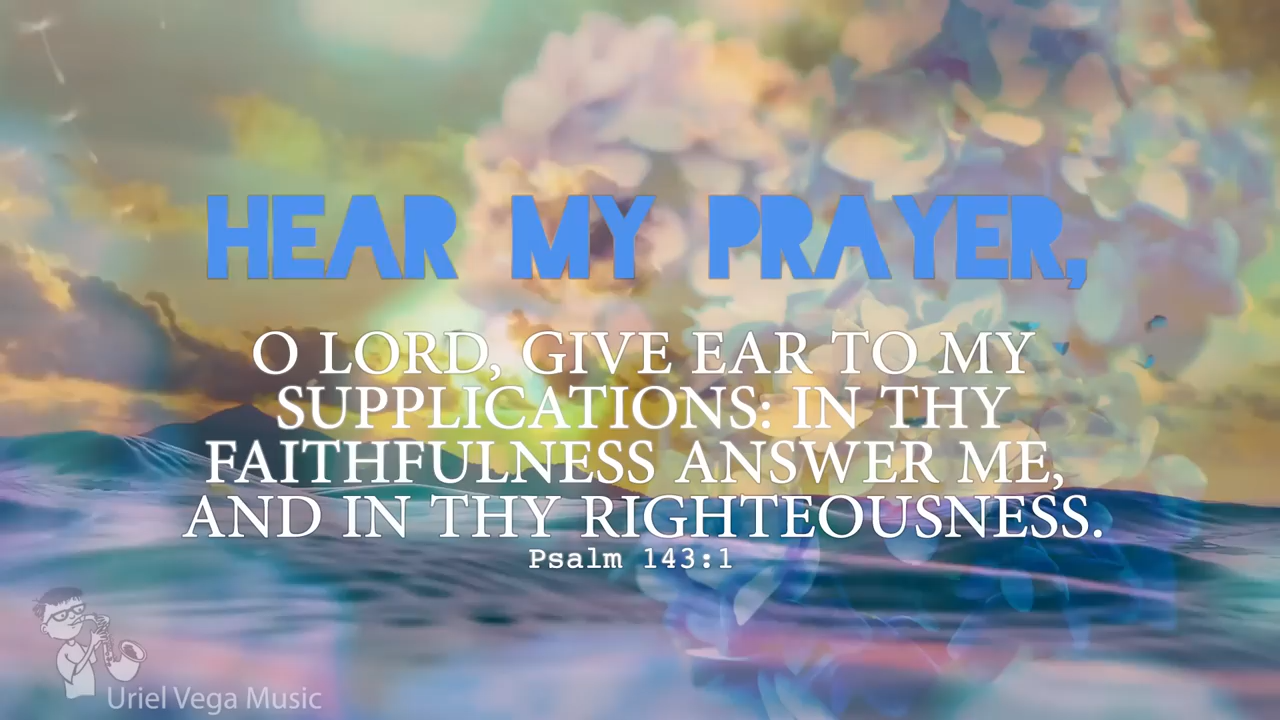 HEAR MY PRAYER,
O LORD, GIVE EAR TO MY
SUPPLICATIONS: IN THY
FAITHFULNESS ANSWER ME,
AND IN THY RIGHTEOUSNESS.
Psalm 143:1
Uriel Vega Music